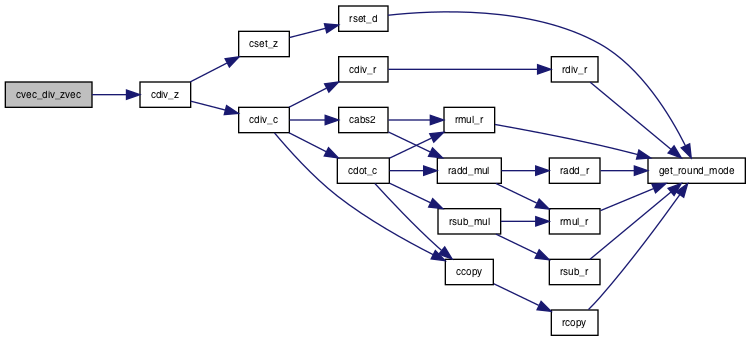 rset_d
cset_z
cdiv_r
rdiv_r
cvec_div_zvec
cdiv_z
cdiv_c
cabs2
rmul_r
cdot_c
radd_mul
radd_r
get_round_mode
rsub_mul
rmul_r
ccopy
rsub_r
rcopy